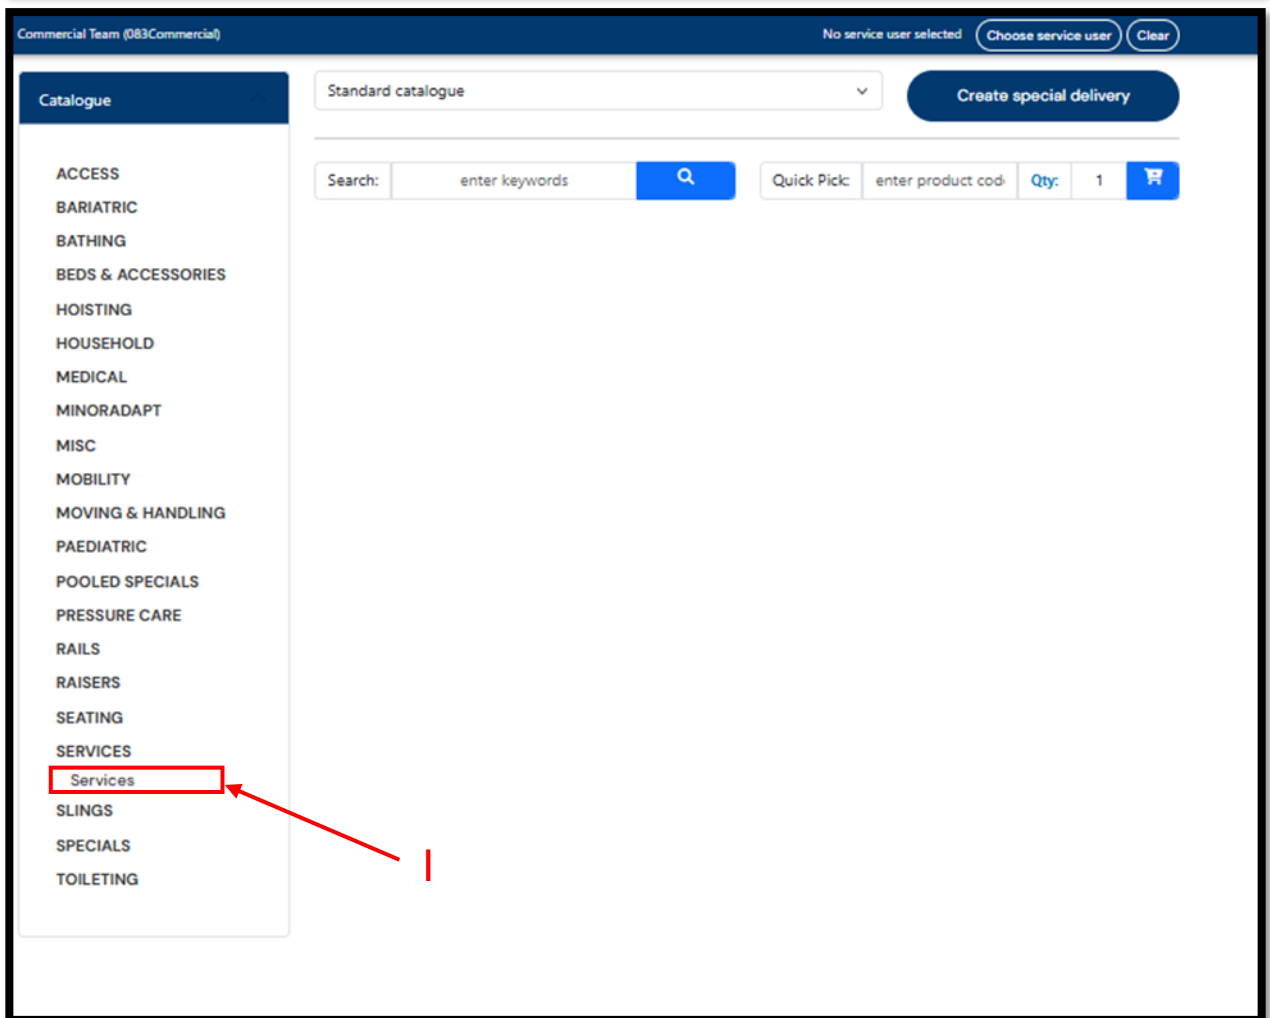 Commercial Team (083Commercial)
No service user selected
Choose service user
Clear
Catalogue
Standard catalogue
Create special delivery
Search:
enter keywords
Quick Pick:
enter product cod
Qty:
1
ACCESS
BARIATRIC
BATHING
BEDS & ACCESSORIES
HOISTING
HOUSEHOLD
MEDICAL
MINORADAPT
MISC
MOBILITY
MOVING & HANDLING
PAEDIATRIC
POOLED SPECIALS
PRESSURE CARE
RAILS
RAISERS
SEATING
SERVICES
Services
SLINGS
SPECIALS
TOILETING
I